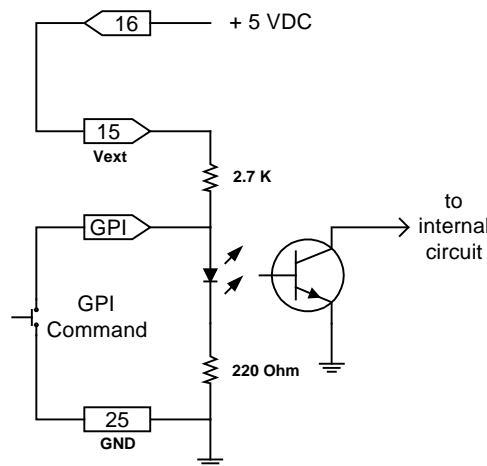 16
+ 5 VDC
15
Vext
2.7 K
to
internal
circuit
GPI
GPI
Command
220 Ohm
25
GND